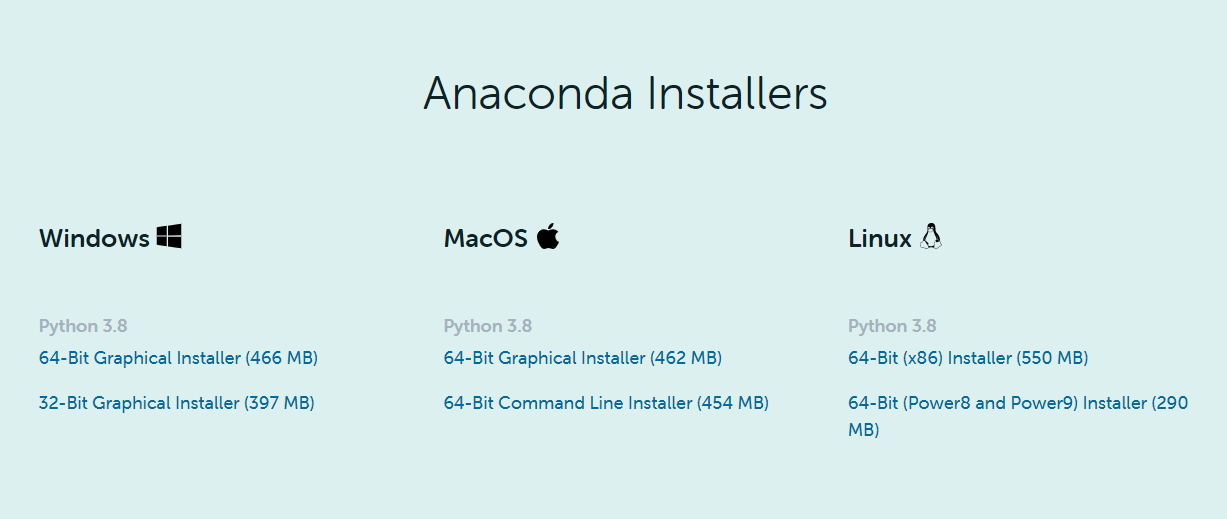 Anaconda Installers
Windows
Python 3.8
64-Bit Graphical Installer (466 MB)
32-Bit Graphical Installer (397 MB)
MacOS
Python 3.8
64-Bit Graphical Installer (462 MB)
64-Bit Command Line Installer (454 MB)
Linux
Python 3.8
64-Bit (x86) Installer (550 MB)
64-Bit (Power8 and Power9) Installer (290
MB)